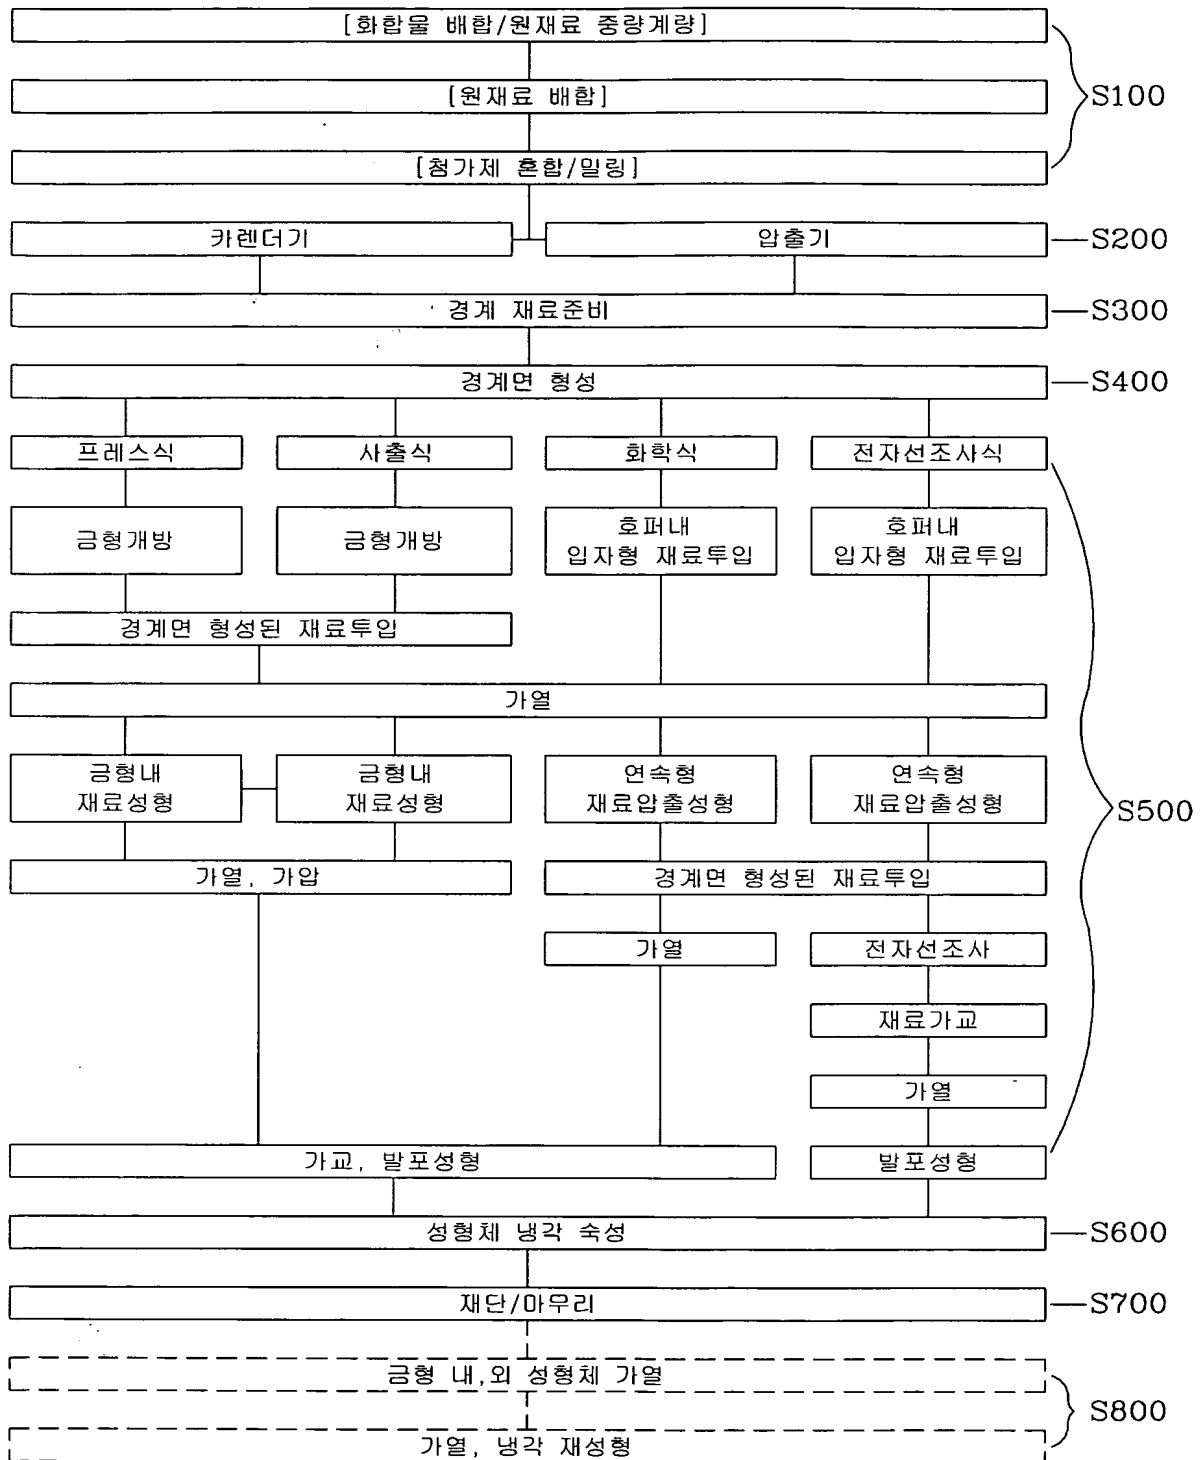 [화합물 배합/원재료 중량계량]
[원재료 배합]
S100
[첨가제 혼합/밀링]
카렌더기
압출기
S200
경계 재료준비
S300
경계면 형성
S400
프레스식
사출식
화학식
전자선조사식
금형개방
금형개방
호퍼내
입자형 재료투입
호퍼내
입자형 재료투입
경계면 형성된 재료투입
가열
금형내
재료성형
금형내
재료성형
연속형
재료압출성형
연속형
재료압출성형
S500
가열, 가압
경계면 형성된 재료투입
가열
전자선조사
재료가교
가열
가교, 발포성형
발포성형
성형체 냉각 숙성
S600
재단/마무리
S700
금형 내,외 성형체 가열
S800
가열, 냉각 재성형